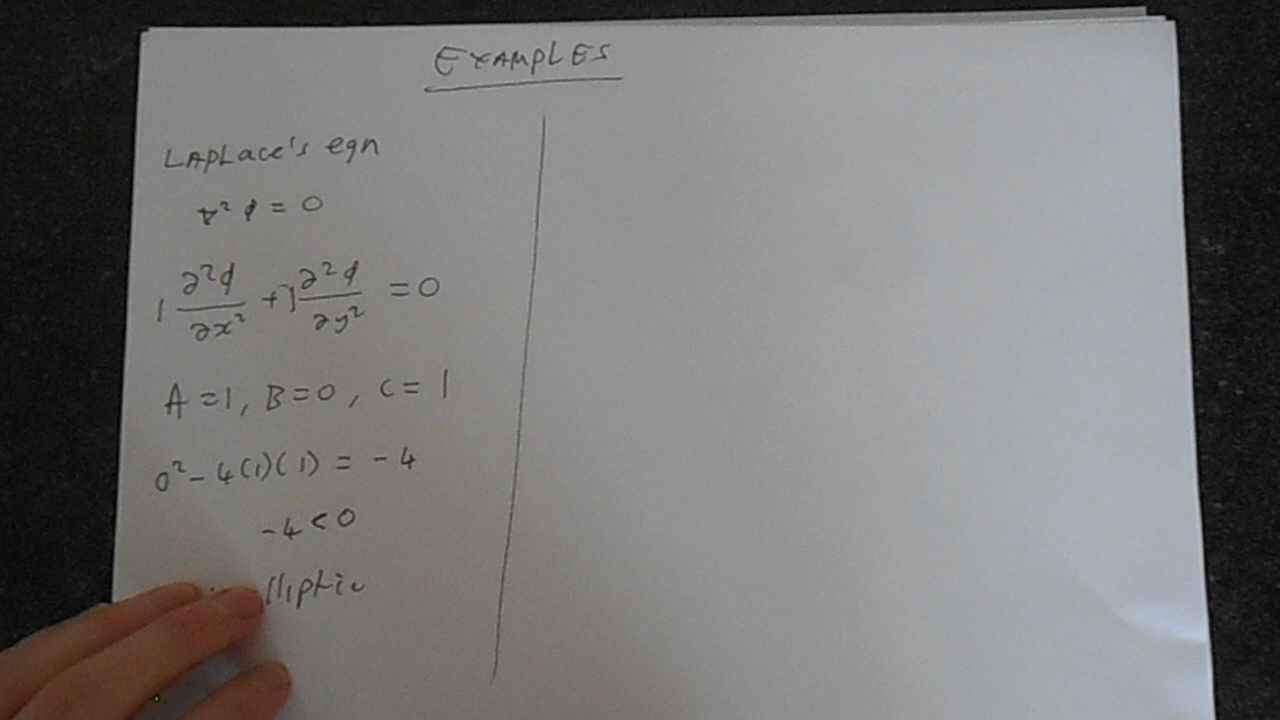 EXAMPLES
LAPLace's eqn
∇² ϕ = 0
1 ∂²ϕ/∂x² + 1 ∂²ϕ/∂y² = 0
A = 1, B = 0, C = 1
0² - 4(1)(1) = - 4
- 4 < 0
lliptic